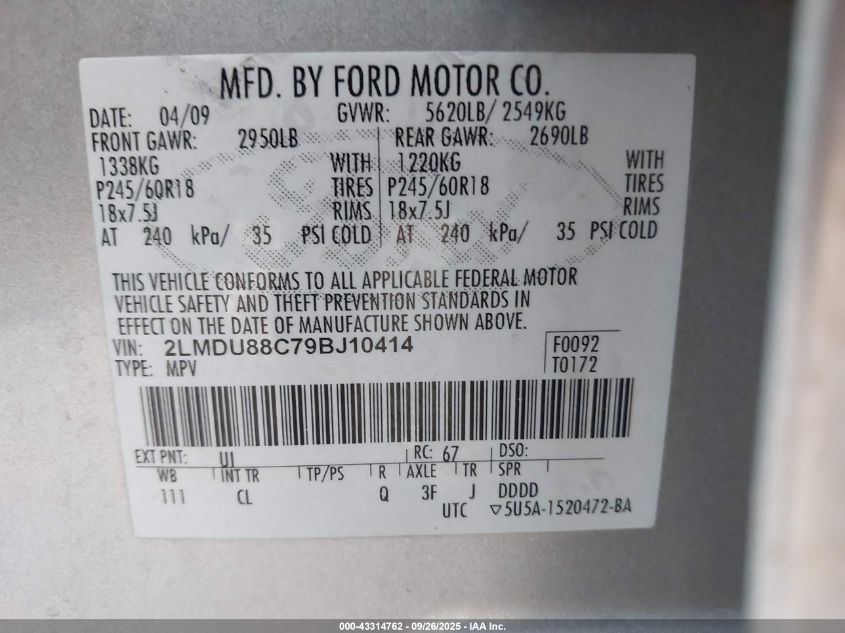 MFD. BY FORD MOTOR CO.
DATE: 04/09 GVWR: 5620LB/ 2549KG
FRONT GAWR: 2950LB REAR GAWR: 2690LB
1338KG WITH 1220KG WITH
P245/60R18 TIRES P245/60R18 TIRES
18x7.5J RIMS 18x7.5J RIMS
AT 240 kPa/ 35 PSI COLD AT 240 kPa/ 35 PSI COLD
THIS VEHICLE CONFORMS TO ALL APPLICABLE FEDERAL MOTOR
VEHICLE SAFETY AND THEFT PREVENTION STANDARDS IN
EFFECT ON THE DATE OF MANUFACTURE SHOWN ABOVE.
VIN: 2LMDU88C79BJ10414 F0092
TYPE: MPV T0172
EXT PNT: UI RC: 67 DSO:
WB INT TR TP/PS R AXLE TR SPR
111 CL Q 3F J DDDD
UTC ▽5U5A-1520472-BA
000-43314762 - 09/26/2025 - IAA Inc.